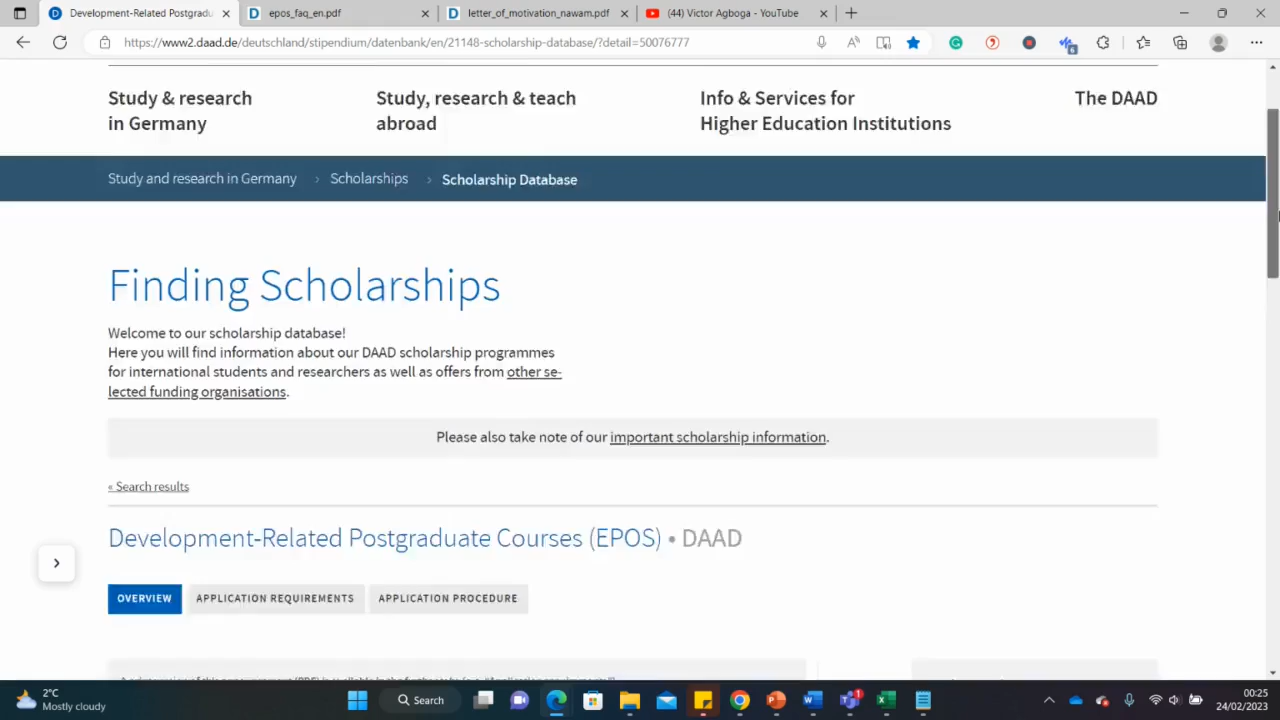 Development-Related Postgradu
epos_faq_en.pdf
letter_of_motivation_nawam.pdf
(44) Victor Agboga - YouTube
https://www2.daad.de/deutschland/stipendium/datenbank/en/21148-scholarship-database/?detail=50076777
Study & research
in Germany
Study, research & teach
abroad
Info & Services for
Higher Education Institutions
The DAAD
Study and research in Germany › Scholarships › Scholarship Database
Finding Scholarships
Welcome to our scholarship database!
Here you will find information about our DAAD scholarship programmes
for international students and researchers as well as offers from other se-
lected funding organisations.
Please also take note of our important scholarship information.
« Search results
Development-Related Postgraduate Courses (EPOS) • DAAD
OVERVIEW
APPLICATION REQUIREMENTS
APPLICATION PROCEDURE
2°C
Mostly cloudy
Search
00:25
24/02/2023